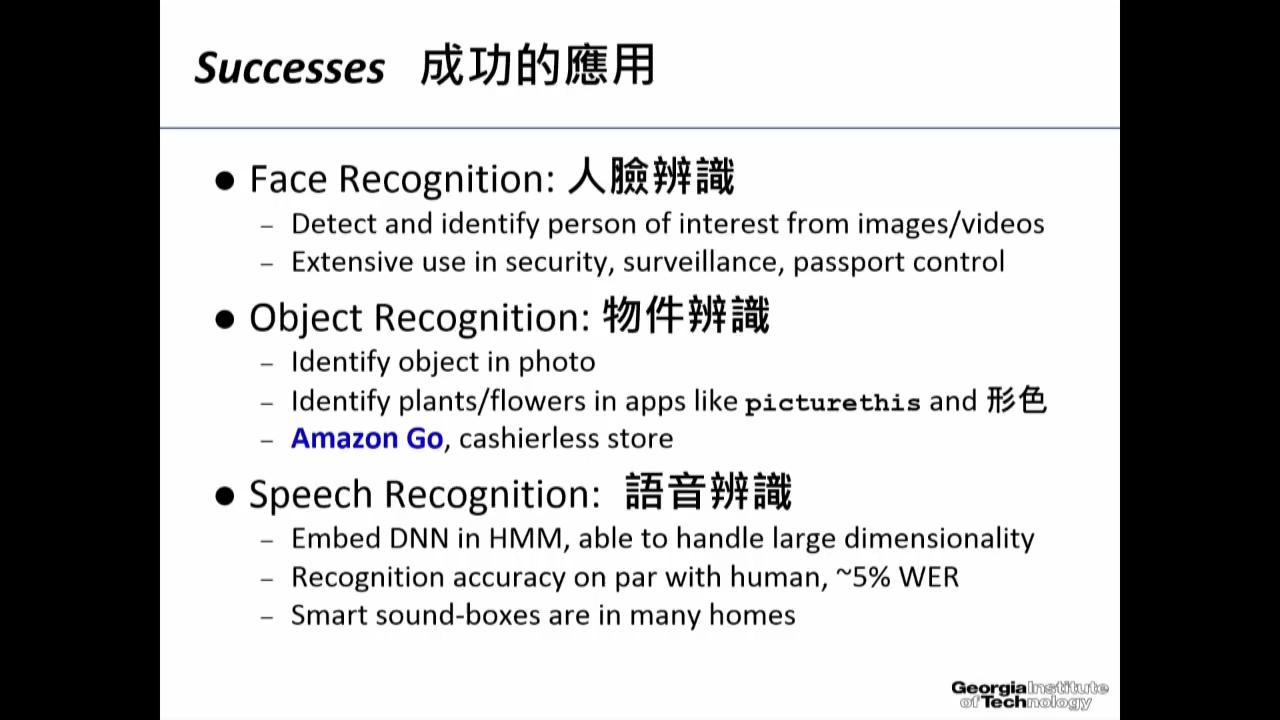 Successes 成功的應用
● Face Recognition: 人臉辨識
– Detect and identify person of interest from images/videos
– Extensive use in security, surveillance, passport control
● Object Recognition: 物件辨識
– Identify object in photo
– Identify plants/flowers in apps like picturethis and 形色
– Amazon Go, cashierless store
● Speech Recognition: 語音辨識
– Embed DNN in HMM, able to handle large dimensionality
– Recognition accuracy on par with human, ~5% WER
– Smart sound-boxes are in many homes
Georgia Institute
of Technology